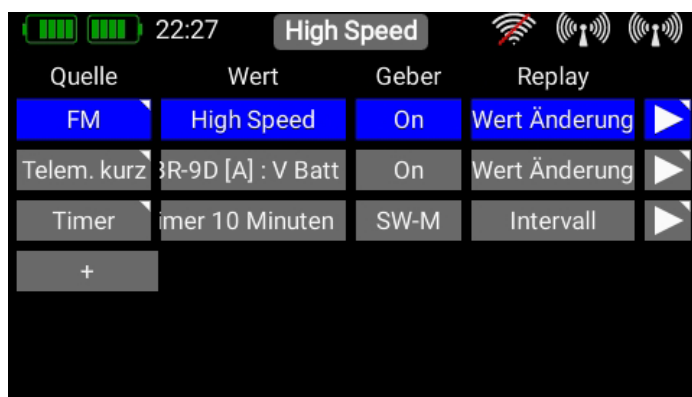 22:27 High Speed
Quelle Wert Geber Replay
FM High Speed On Wert Änderung
Telem. kurz 3R-9D [A] : V Batt On Wert Änderung
Timer imer 10 Minuten SW-M Intervall
+